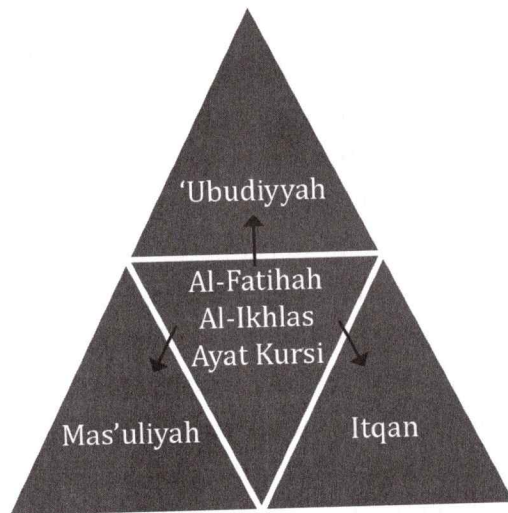 ‘Ubudiyyah
Al-Fatihah
Al-Ikhlas
Ayat Kursi
Mas’uliyah
Itqan